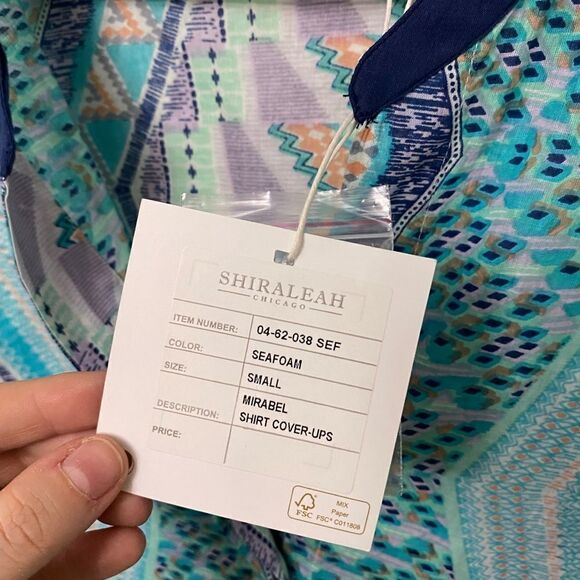 SHIRALEAH
CHICAGO
ITEM NUMBER: 04-62-038 SEF
COLOR: SEAFOAM
SIZE: SMALL
DESCRIPTION: MIRABEL
SHIRT COVER-UPS
PRICE:
FSC
MIX
Paper
FSC® C011808